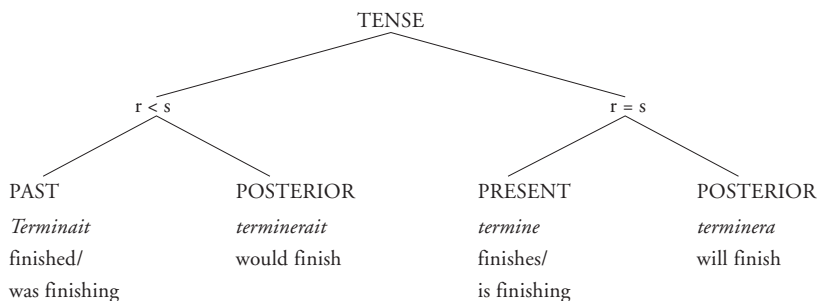 TENSE
r < s r = s
PAST POSTERIOR PRESENT POSTERIOR
Terminait terminerait termine terminera
finished/ would finish finishes/ will finish
was finishing is finishing